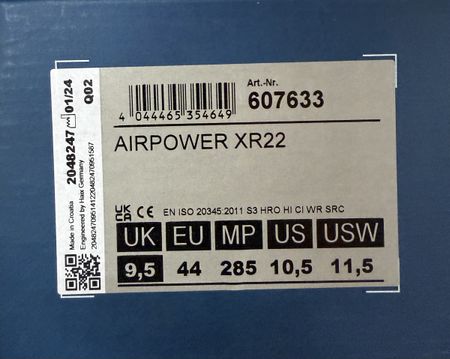 Art.-Nr.
607633
4 044465 354649
AIRPOWER XR22
UK CA CE EN ISO 20345:2011 S3 HRO HI CI WR SRC
UK EU MP US USW
9,5 44 285 10,5 11,5
2048247 01/24
Q02
Made in Croatia
Engineered by Haix Germany